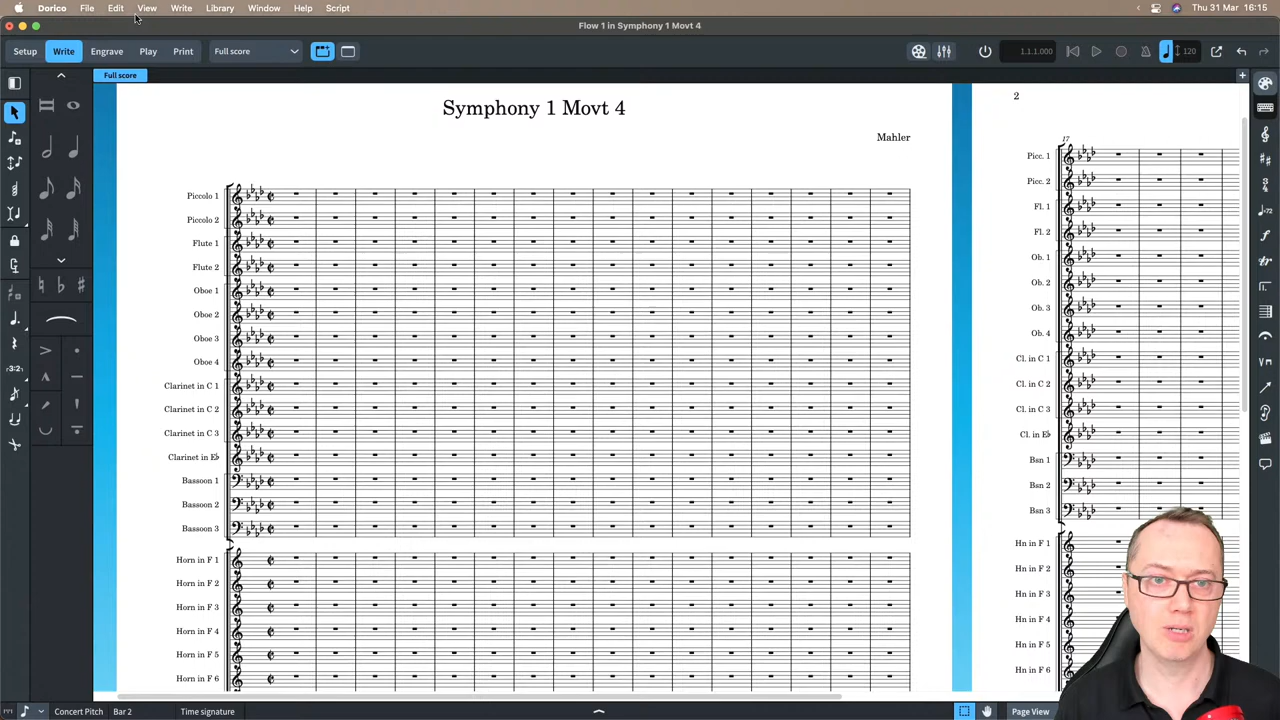 Dorico File Edit View Write Library Window Help Script Thu 31 Mar 16:15
Flow 1 in Symphony 1 Movt 4
Setup Write Engrave Play Print Full score 1.1.1.000 120
Full score
Symphony 1 Movt 4
Mahler
Piccolo 1
Piccolo 2
Flute 1
Flute 2
Oboe 1
Oboe 2
Oboe 3
Oboe 4
Clarinet in C 1
Clarinet in C 2
Clarinet in C 3
Clarinet in E♭
Bassoon 1
Bassoon 2
Bassoon 3
Horn in F 1
Horn in F 2
Horn in F 3
Horn in F 4
Horn in F 5
Horn in F 6
2
17
Picc. 1
Picc. 2
Fl. 1
Fl. 2
Ob. 1
Ob. 2
Ob. 3
Ob. 4
Cl. in C 1
Cl. in C 2
Cl. in C 3
Cl. in E♭
Bsn 1
Bsn 2
Bsn 3
Hn in F 1
Hn in F 2
Hn in F 3
Hn in F 4
Hn in F 5
Hn in F 6
Concert Pitch Bar 2 Time signature Page View